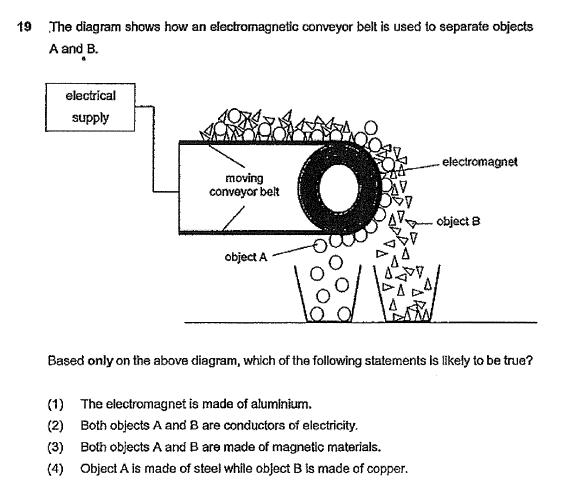 19 The diagram shows how an electromagnetic conveyor belt is used to separate objects
A and B.
electrical
supply
electromagnet
moving
conveyor belt
object B
object A
Based only on the above diagram, which of the following statements is likely to be true?
(1) The electromagnet is made of aluminium.
(2) Both objects A and B are conductors of electricity.
(3) Both objects A and B are made of magnetic materials.
(4) Object A is made of steel while object B is made of copper.